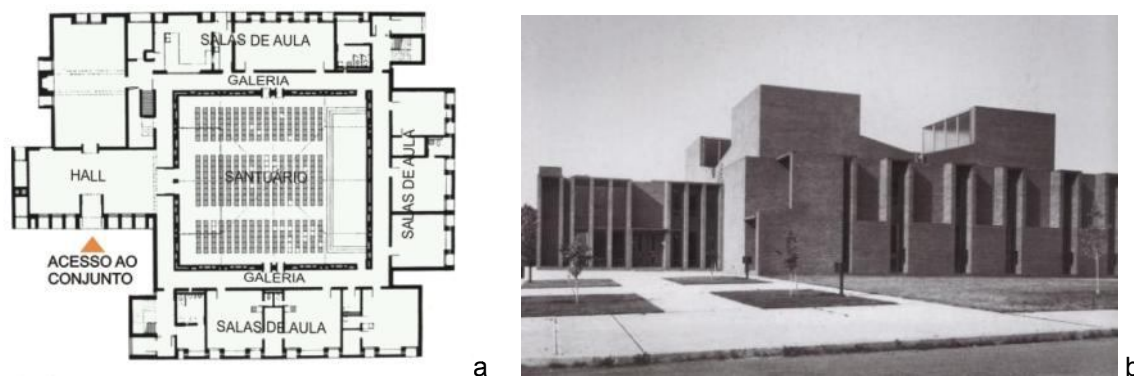 SALAS DE AULA
GALERIA
HALL
SANTUÁRIO
SALAS DE AULA
ACESSO AO
CONJUNTO
GALERIA
SALAS DE AULA
a
b